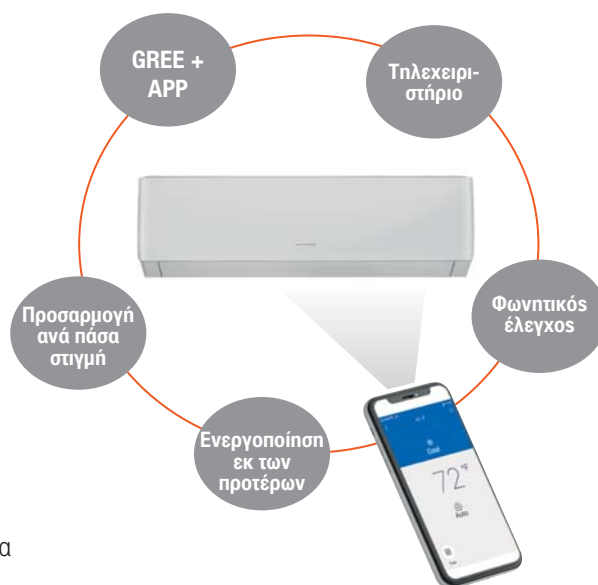 GREE +
APP
Τηλεχειρι-
στήριο
Προσαρμογή
ανά πάσα
στιγμή
Φωνητικός
έλεγχος
Ενεργοποίηση
εκ των
προτέρων
Cool
72°F
Auto
α